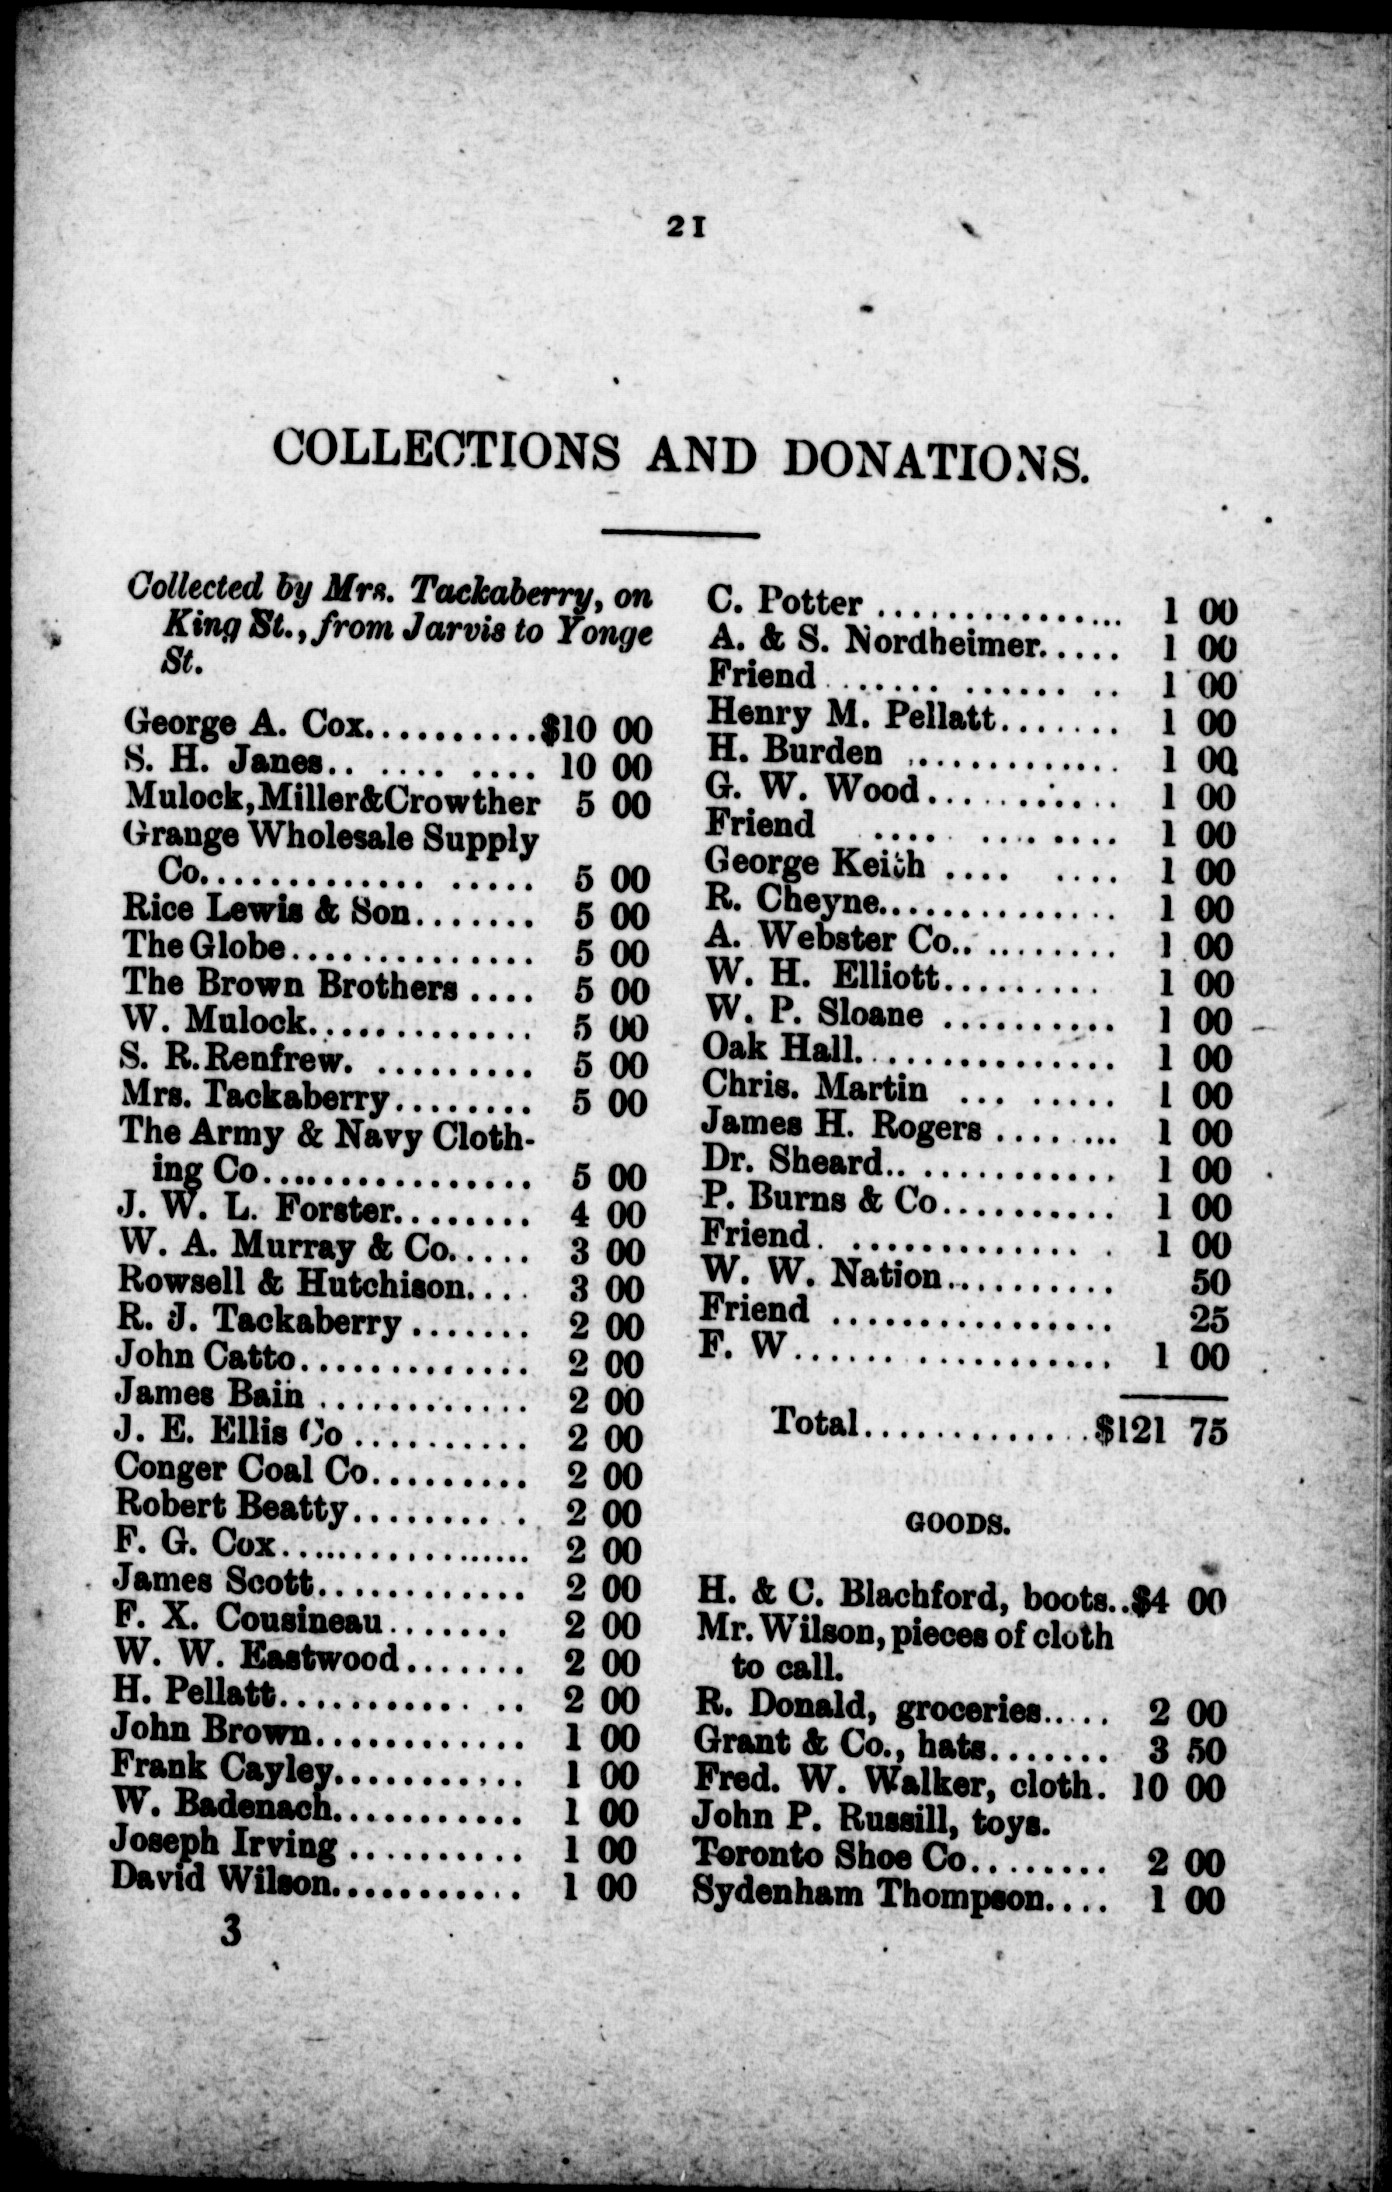 21
COLLECTIONS AND DONATIONS.
Collected by Mrs. Tackaberry, on
King St., from Jarvis to Yonge
St.
George A. Cox...........$10 00
S. H. Janes.. .... .... 10 00
Mulock, Miller & Crowther 5 00
Grange Wholesale Supply
Co............. ..... 5 00
Rice Lewis & Son....... 5 00
The Globe.............. 5 00
The Brown Brothers .... 5 00
W. Mulock............. 5 00
S. R. Renfrew. ......... 5 00
Mrs. Tackaberry........ 5 00
The Army & Navy Cloth-
ing Co................ 5 00
J. W. L. Forster........ 4 00
W. A. Murray & Co..... 3 00
Rowsell & Hutchison.... 3 00
R. J. Tackaberry ....... 2 00
John Catto............. 2 00
James Bain ............ 2 00
J. E. Ellis Co .......... 2 00
Conger Coal Co......... 2 00
Robert Beatty.......... 2 00
F. G. Cox............... 2 00
James Scott............ 2 00
F. X. Cousineau....... 2 00
W. W. Eastwood....... 2 00
H. Pellatt........... .. 2 00
John Brown............ 1 00
Frank Cayley........... 1 00
W. Badenach........... 1 00
Joseph Irving .......... 1 00
David Wilson........... 1 00
3
C. Potter ............... 1 00
A. & S. Nordheimer..... 1 00
Friend ....... ...... .. 1 00
Henry M. Pellatt....... 1 00
H. Burden ............. 1 00
G. W. Wood........... 1 00
Friend .... ........ 1 00
George Keith .... .... 1 00
R. Cheyne.............. 1 00
A. Webster Co.. ........ 1 00
W. H. Elliott......... 1 00
W. P. Sloane .......... 1 00
Oak Hall............... 1 00
Chris. Martin ... ...... 1 00
James H. Rogers ....... 1 00
Dr. Sheard.. ........... 1 00
P. Burns & Co.......... 1 00
Friend. ............. . 1 00
W. W. Nation.......... 50
Friend ................ 25
F. W...... ............ 1 00
Total.............$121 75
GOODS.
H. & C. Blachford, boots..$4 00
Mr. Wilson, pieces of cloth
to call.
R. Donald, groceries..... 2 00
Grant & Co., hats....... 3 50
Fred. W. Walker, cloth. 10 00
John P. Russill, toys.
Toronto Shoe Co........ 2 00
Sydenham Thompson.... 1 00